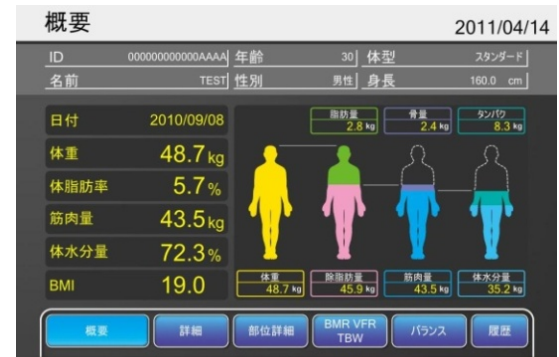 概要 2011/04/14
ID 000000000000AAAA 年齢 30 体型 スタンダード
名前 TEST 性別 男性 身長 160.0 cm
日付 2010/09/08
体重 48.7 kg
体脂肪率 5.7 %
筋肉量 43.5 kg
体水分量 72.3 %
BMI 19.0
脂肪量 骨量 タンパク
2.8 kg 2.4 kg 8.3 kg
体重 除脂肪量 筋肉量 体水分量
48.7 kg 45.9 kg 43.5 kg 35.2 kg
概要 詳細 部位詳細 BMR VFR TBW バランス 履歴